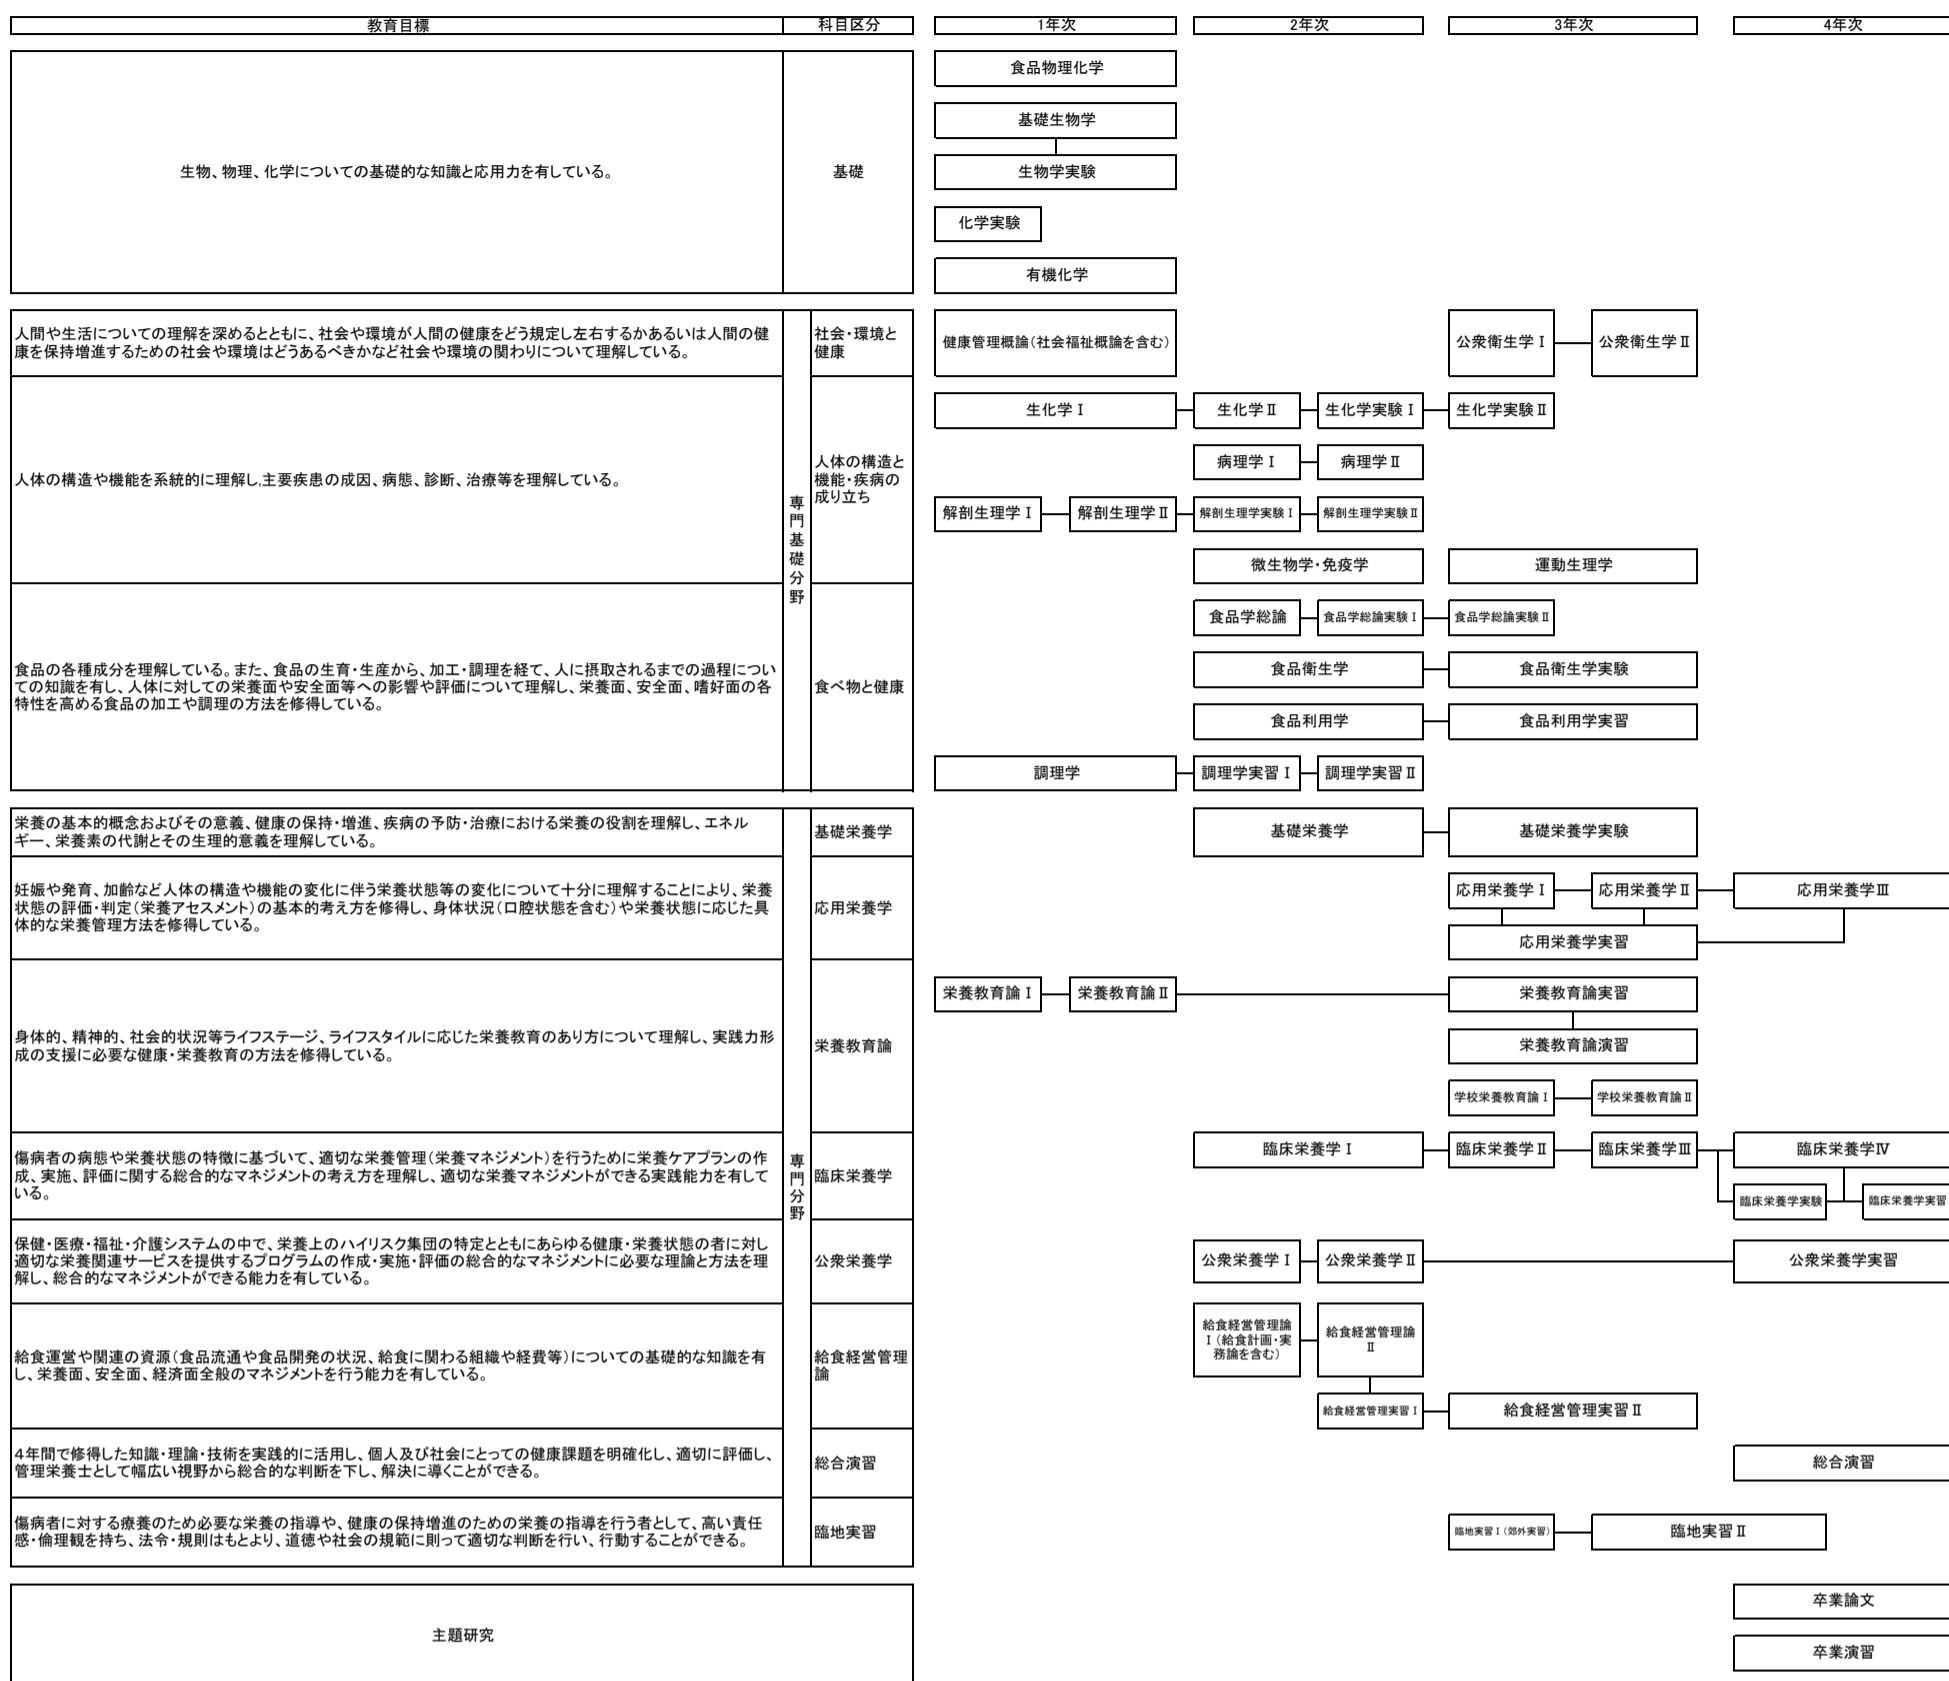 教育目標 科目区分 1年次 2年次 3年次 4年次
食品物理化学
基礎生物学
生物、物理、化学についての基礎的な知識と応用力を有している。 基礎 生物学実験
化学実験
有機化学
人間や生活についての理解を深めるとともに、社会や環境が人間の健康をどう規定し左右するかあるいは人間の健
康を保持増進するための社会や環境はどうあるべきかなど社会や環境の関わりについて理解している。
社会・環境と
健康
健康管理概論(社会福祉概論を含む) 公衆衛生学Ⅰ 公衆衛生学Ⅱ
専門基礎分野
人体の構造や機能を系統的に理解し,主要疾患の成因、病態、診断、治療等を理解している。
人体の構造と
機能・疾病の
成り立ち
生化学Ⅰ 生化学Ⅱ 生化学実験Ⅰ 生化学実験Ⅱ
病理学Ⅰ 病理学Ⅱ
解剖生理学Ⅰ 解剖生理学Ⅱ 解剖生理学実験Ⅰ 解剖生理学実験Ⅱ
微生物学・免疫学 運動生理学
食品の各種成分を理解している。また、食品の生育・生産から、加工・調理を経て、人に摂取されるまでの過程につい
ての知識を有し、人体に対しての栄養面や安全面等への影響や評価について理解し、栄養面、安全面、嗜好面の各
特性を高める食品の加工や調理の方法を修得している。
食べ物と健康
食品学総論 食品学総論実験Ⅰ 食品学総論実験Ⅱ
食品衛生学 食品衛生学実験
食品利用学 食品利用学実習
調理学 調理学実習Ⅰ 調理学実習Ⅱ
栄養の基本的概念およびその意義、健康の保持・増進、疾病の予防・治療における栄養の役割を理解し、エネル
ギー、栄養素の代謝とその生理的意義を理解している。
基礎栄養学 基礎栄養学 基礎栄養学実験
専門分野
妊娠や発育、加齢など人体の構造や機能の変化に伴う栄養状態等の変化について十分に理解することにより、栄養
状態の評価・判定(栄養アセスメント)の基本的考え方を修得し、身体状況(口腔状態を含む)や栄養状態に応じた具
体的な栄養管理方法を修得している。
応用栄養学
応用栄養学Ⅰ 応用栄養学Ⅱ 応用栄養学Ⅲ
応用栄養学実習
身体的、精神的、社会的状況等ライフステージ、ライフスタイルに応じた栄養教育のあり方について理解し、実践力形
成の支援に必要な健康・栄養教育の方法を修得している。
栄養教育論
栄養教育論Ⅰ 栄養教育論Ⅱ 栄養教育論実習
栄養教育論演習
学校栄養教育論Ⅰ 学校栄養教育論Ⅱ
傷病者の病態や栄養状態の特徴に基づいて、適切な栄養管理(栄養マネジメント)を行うために栄養ケアプランの作
成、実施、評価に関する総合的なマネジメントの考え方を理解し、適切な栄養マネジメントができる実践能力を有して
いる。
臨床栄養学
臨床栄養学Ⅰ 臨床栄養学Ⅱ 臨床栄養学Ⅲ 臨床栄養学Ⅳ
臨床栄養学実験 臨床栄養学実習
保健・医療・福祉・介護システムの中で、栄養上のハイリスク集団の特定とともにあらゆる健康・栄養状態の者に対し
適切な栄養関連サービスを提供するプログラムの作成・実施・評価の総合的なマネジメントに必要な理論と方法を理
解し、総合的なマネジメントができる能力を有している。
公衆栄養学
公衆栄養学Ⅰ 公衆栄養学Ⅱ 公衆栄養学実習
給食運営や関連の資源(食品流通や食品開発の状況、給食に関わる組織や経費等)についての基礎的な知識を有
し、栄養面、安全面、経済面全般のマネジメントを行う能力を有している。
給食経営管理
論
給食経営管理論
Ⅰ(給食計画・実
務論を含む)
給食経営管理論
Ⅱ
給食経営管理実習Ⅰ 給食経営管理実習Ⅱ
4年間で修得した知識・理論・技術を実践的に活用し、個人及び社会にとっての健康課題を明確化し、適切に評価し、
管理栄養士として幅広い視野から総合的な判断を下し、解決に導くことができる。
総合演習 総合演習
傷病者に対する療養のため必要な栄養の指導や、健康の保持増進のための栄養の指導を行う者として、高い責任
感・倫理観を持ち、法令・規則はもとより、道徳や社会の規範に則って適切な判断を行い、行動することができる。
臨地実習 臨地実習Ⅰ(郊外実習) 臨地実習Ⅱ
主題研究
卒業論文
卒業演習